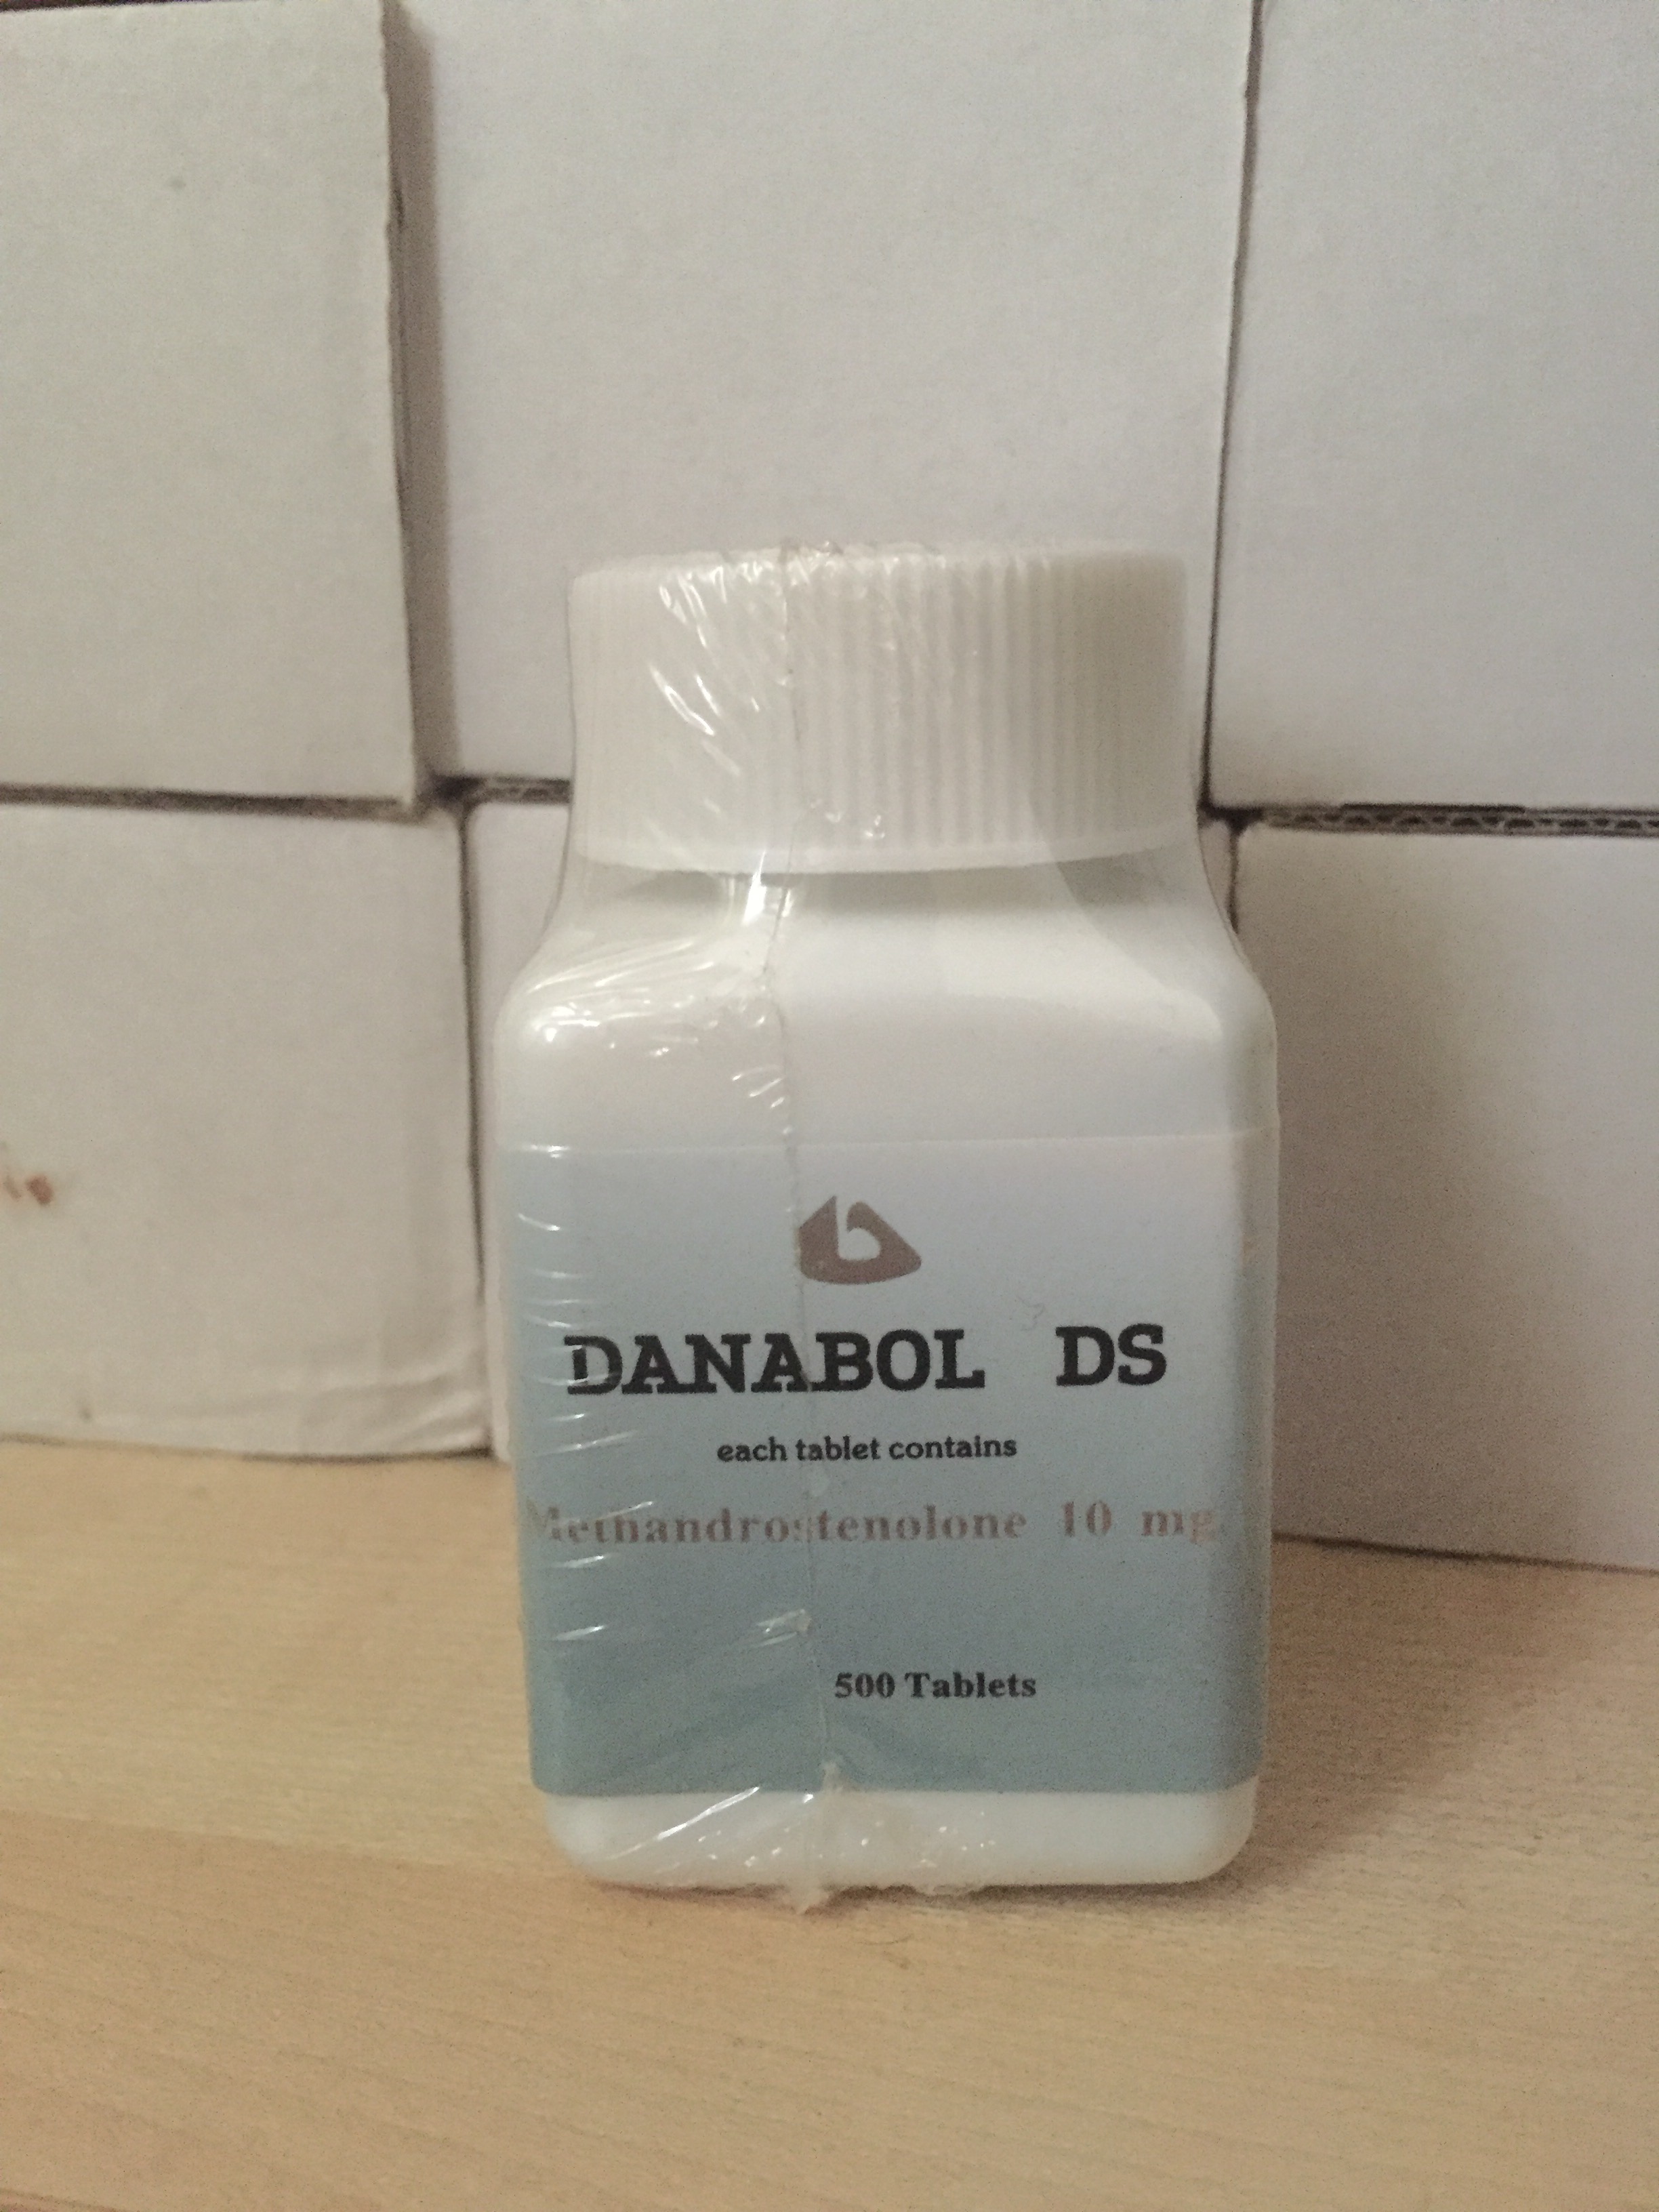 DANABOL DS
each tablet contains
Methandrostenolone 10 mg.
500 Tablets